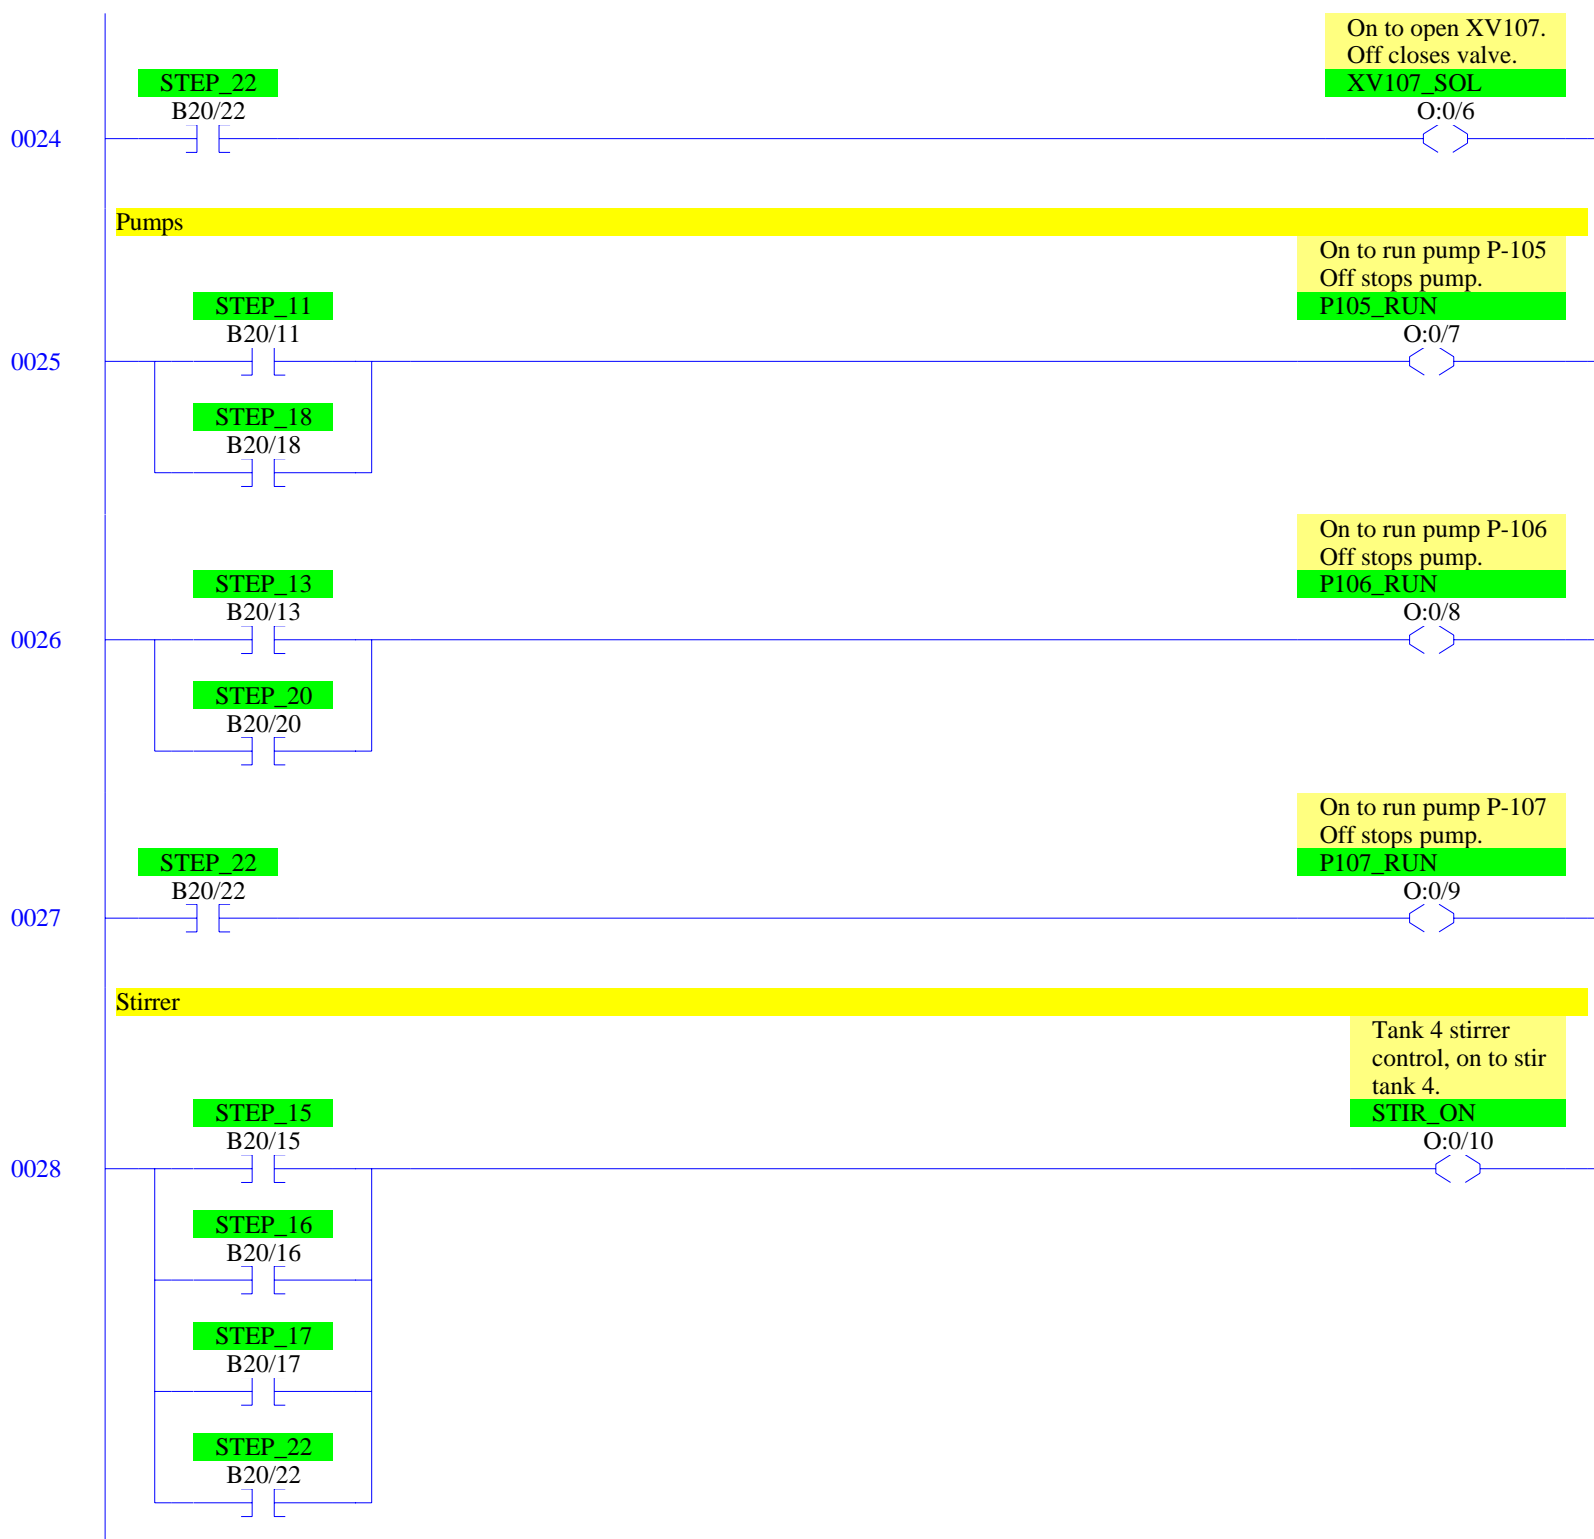 On to open XV107.
Off closes valve.
STEP_22
XV107_SOL
B20/22
O:0/6
0024
Pumps
On to run pump P-105
Off stops pump.
STEP_11
P105_RUN
B20/11
O:0/7
0025
STEP_18
B20/18
On to run pump P-106
Off stops pump.
STEP_13
P106_RUN
B20/13
O:0/8
0026
STEP_20
B20/20
On to run pump P-107
Off stops pump.
STEP_22
P107_RUN
B20/22
O:0/9
0027
Stirrer
Tank 4 stirrer
control, on to stir
tank 4.
STEP_15
STIR_ON
B20/15
O:0/10
0028
STEP_16
B20/16
STEP_17
B20/17
STEP_22
B20/22